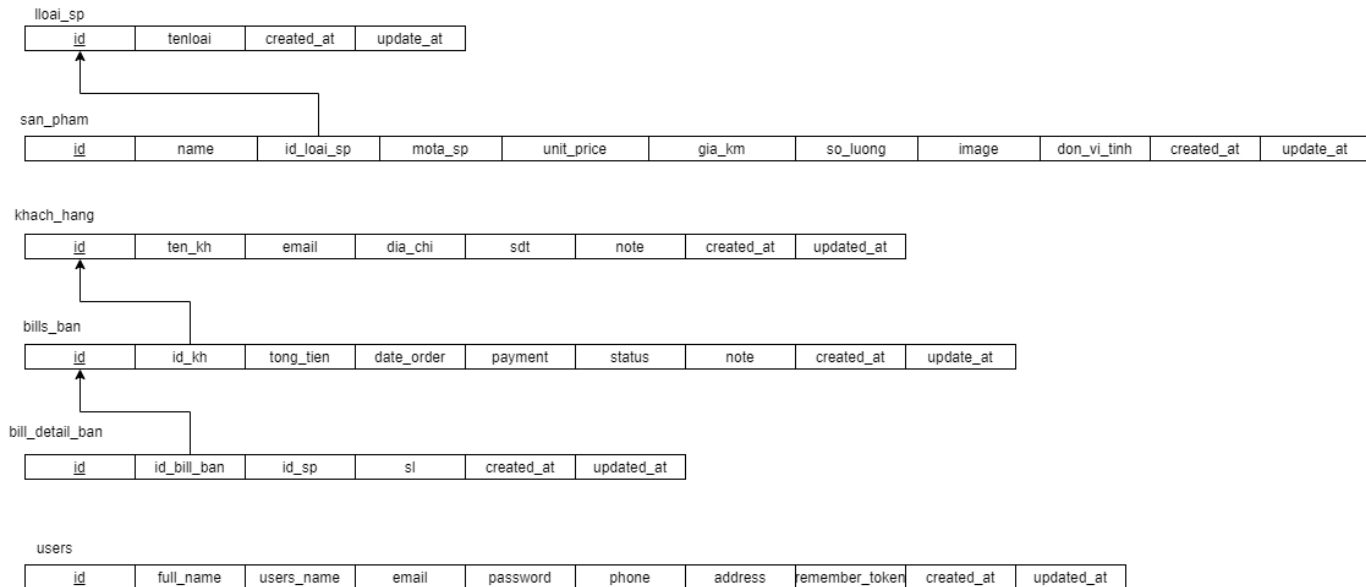 lloai_sp
id tenloai created_at update_at
san_pham
id name id_loai_sp mota_sp unit_price gia_km so_luong image don_vi_tinh created_at update_at
khach_hang
id ten_kh email dia_chi sdt note created_at updated_at
bills_ban
id id_kh tong_tien date_order payment status note created_at update_at
bill_detail_ban
id id_bill_ban id_sp sl created_at updated_at
users
id full_name users_name email password phone address remember_token created_at updated_at